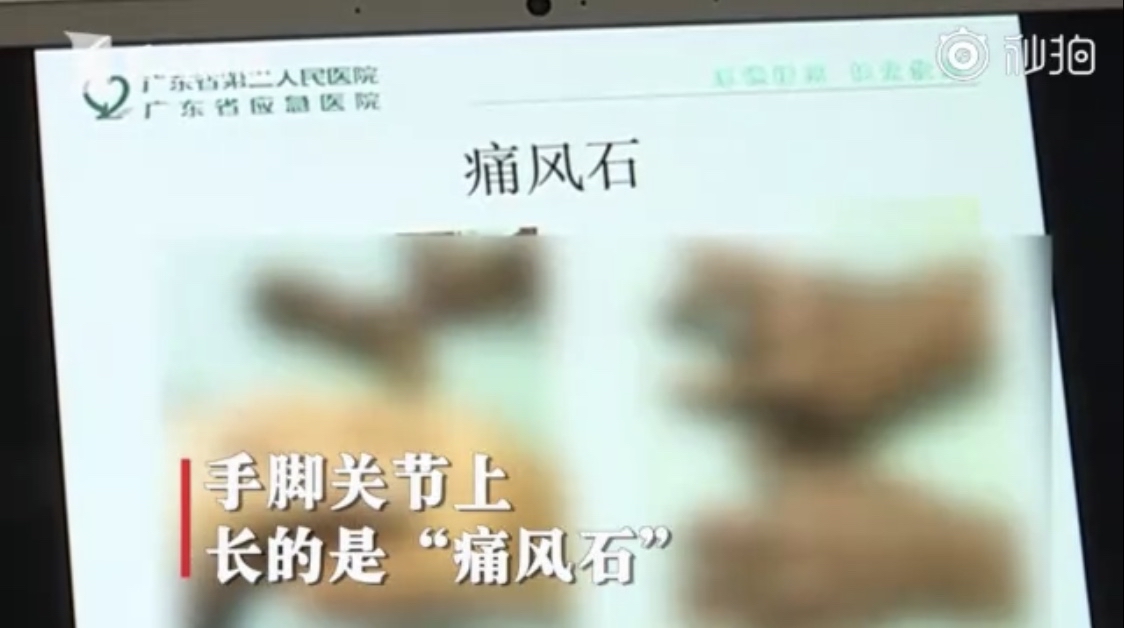 秒拍
广东省第二人民医院
广东省应急医院
痛风石
手脚关节上
长的是“痛风石”